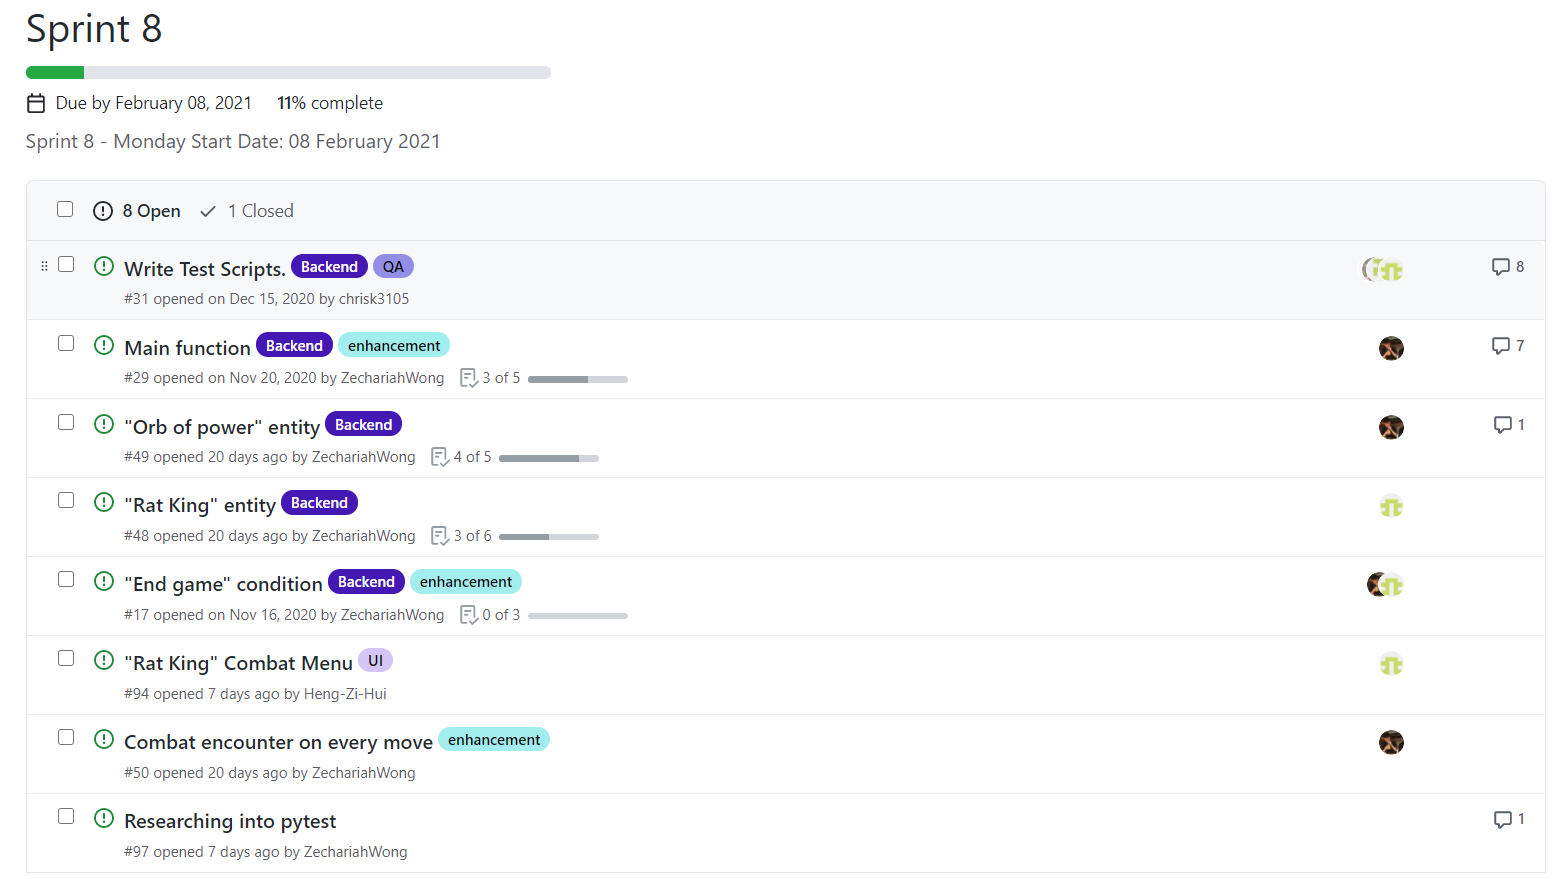 Sprint 8
Due by February 08, 2021 11% complete
Sprint 8 - Monday Start Date: 08 February 2021
8 Open 1 Closed
Write Test Scripts. Backend QA 8
#31 opened on Dec 15, 2020 by chrisk3105
Main function Backend enhancement 7
#29 opened on Nov 20, 2020 by ZechariahWong 3 of 5
"Orb of power" entity Backend 1
#49 opened 20 days ago by ZechariahWong 4 of 5
"Rat King" entity Backend
#48 opened 20 days ago by ZechariahWong 3 of 6
"End game" condition Backend enhancement
#17 opened on Nov 16, 2020 by ZechariahWong 0 of 3
"Rat King" Combat Menu UI
#94 opened 7 days ago by Heng-Zi-Hui
Combat encounter on every move enhancement
#50 opened 20 days ago by ZechariahWong
Researching into pytest 1
#97 opened 7 days ago by ZechariahWong